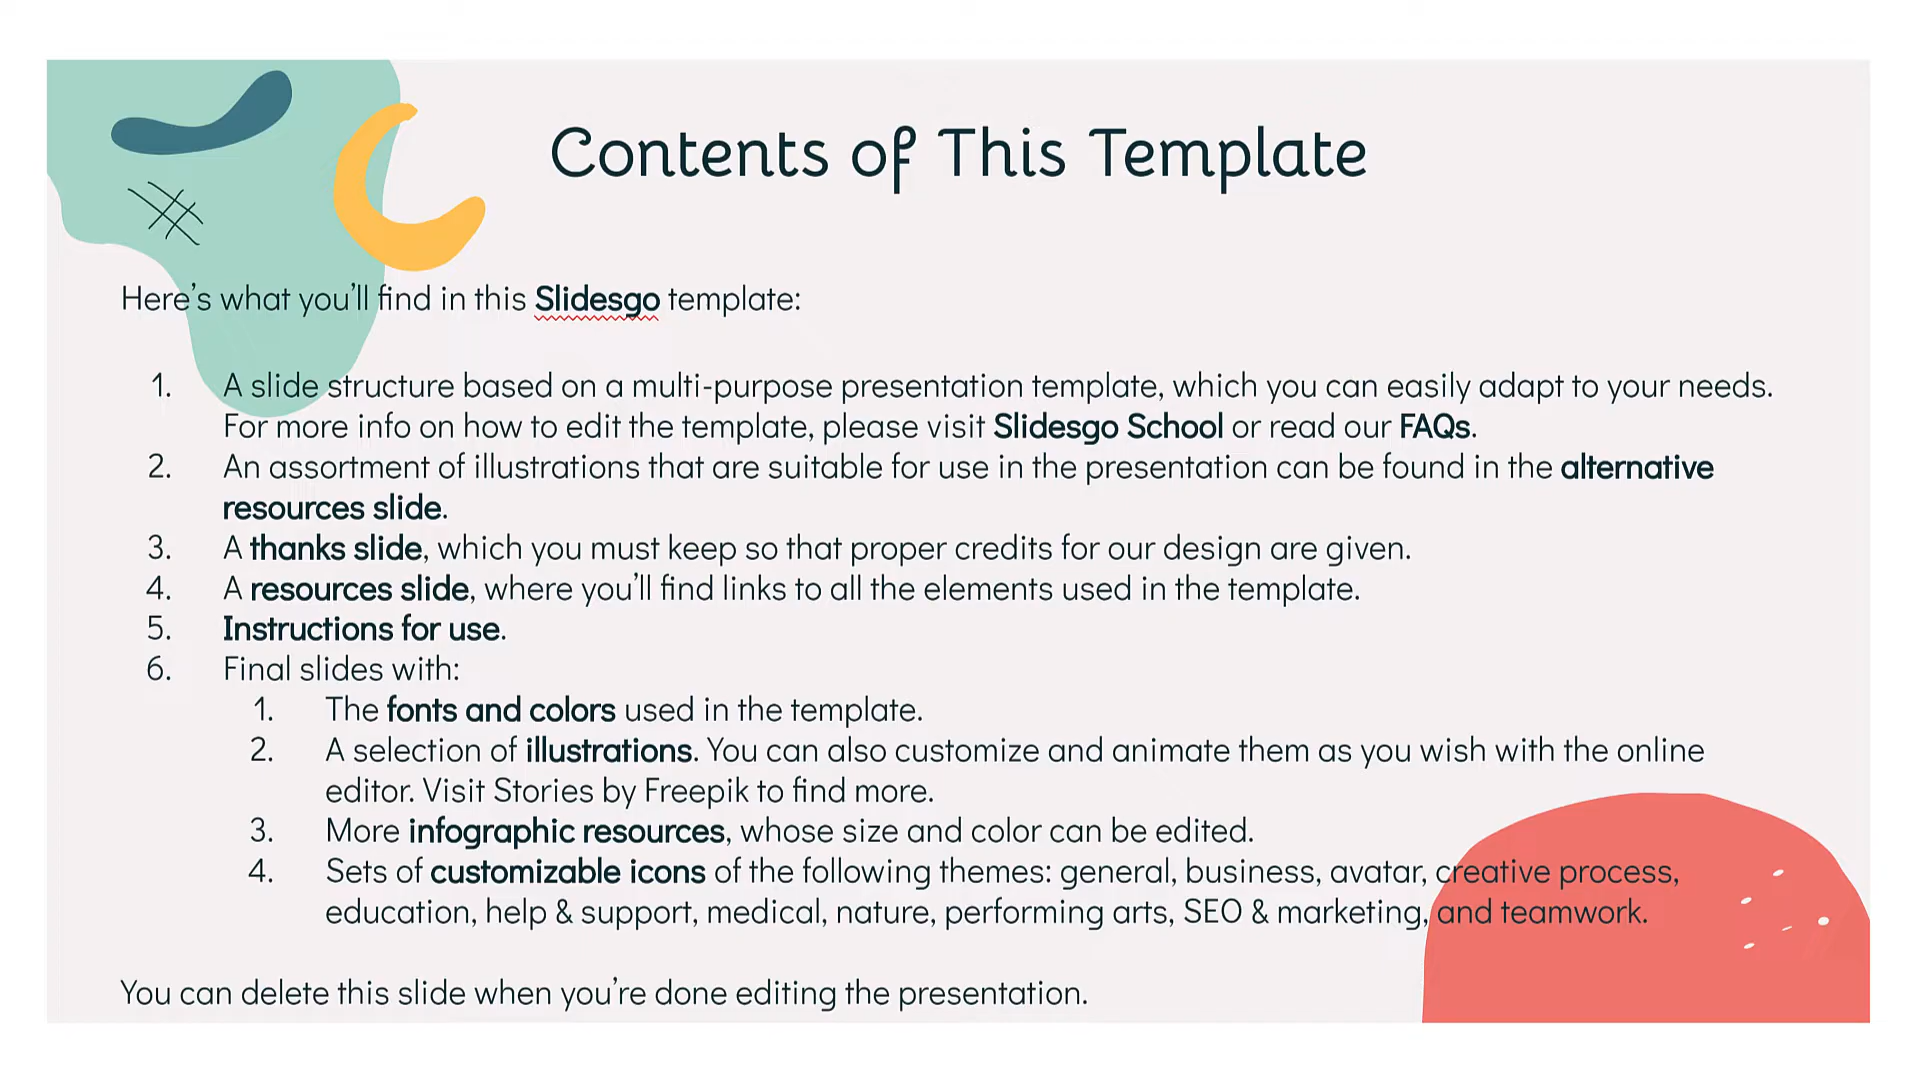 Contents of This Template
Here’s what you’ll find in this Slidesgo template:
1. A slide structure based on a multi-purpose presentation template, which you can easily adapt to your needs.
For more info on how to edit the template, please visit Slidesgo School or read our FAQs.
2. An assortment of illustrations that are suitable for use in the presentation can be found in the alternative
resources slide.
3. A thanks slide, which you must keep so that proper credits for our design are given.
4. A resources slide, where you’ll find links to all the elements used in the template.
5. Instructions for use.
6. Final slides with:
1. The fonts and colors used in the template.
2. A selection of illustrations. You can also customize and animate them as you wish with the online
editor. Visit Stories by Freepik to find more.
3. More infographic resources, whose size and color can be edited.
4. Sets of customizable icons of the following themes: general, business, avatar, creative process,
education, help & support, medical, nature, performing arts, SEO & marketing, and teamwork.
You can delete this slide when you’re done editing the presentation.